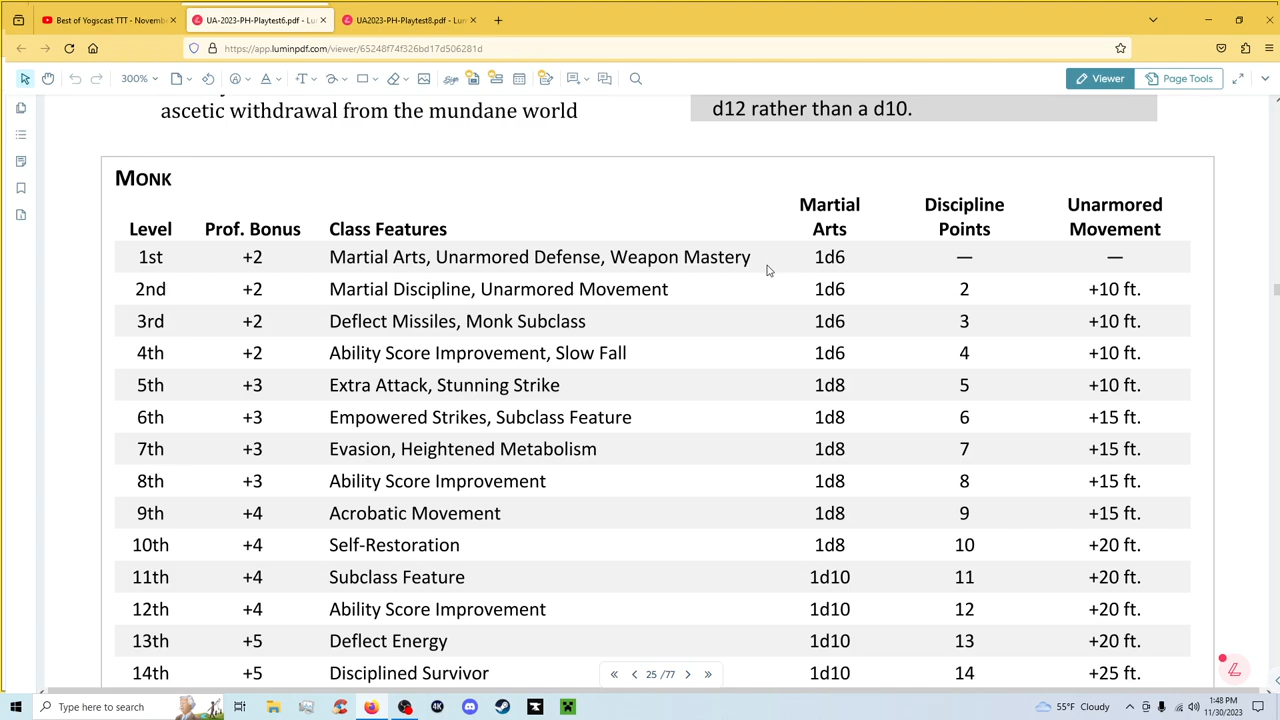 Best of Yogscast TTT - Novembe
UA-2023-PH-Playtest6.pdf - Lu
UA2023-PH-Playtest8.pdf - Lum
https://app.luminpdf.com/viewer/65248f74f326bd17d506281d
300%
Viewer
Page Tools
ascetic withdrawal from the mundane world
d12 rather than a d10.
MONK
Martial Discipline Unarmored
Level Prof. Bonus Class Features Arts Points Movement
1st +2 Martial Arts, Unarmored Defense, Weapon Mastery 1d6 — —
2nd +2 Martial Discipline, Unarmored Movement 1d6 2 +10 ft.
3rd +2 Deflect Missiles, Monk Subclass 1d6 3 +10 ft.
4th +2 Ability Score Improvement, Slow Fall 1d6 4 +10 ft.
5th +3 Extra Attack, Stunning Strike 1d8 5 +10 ft.
6th +3 Empowered Strikes, Subclass Feature 1d8 6 +15 ft.
7th +3 Evasion, Heightened Metabolism 1d8 7 +15 ft.
8th +3 Ability Score Improvement 1d8 8 +15 ft.
9th +4 Acrobatic Movement 1d8 9 +15 ft.
10th +4 Self-Restoration 1d8 10 +20 ft.
11th +4 Subclass Feature 1d10 11 +20 ft.
12th +4 Ability Score Improvement 1d10 12 +20 ft.
13th +5 Deflect Energy 1d10 13 +20 ft.
14th +5 Disciplined Survivor 1d10 14 +25 ft.
25 /77
Type here to search
55°F Cloudy
1:48 PM
11/30/2023